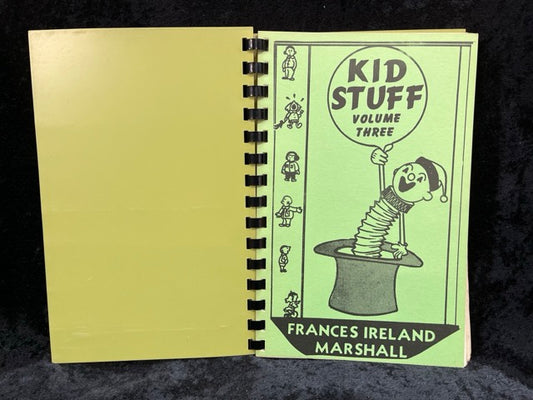 KID
STUFF
VOLUME
THREE
FRANCES IRELAND
MARSHALL